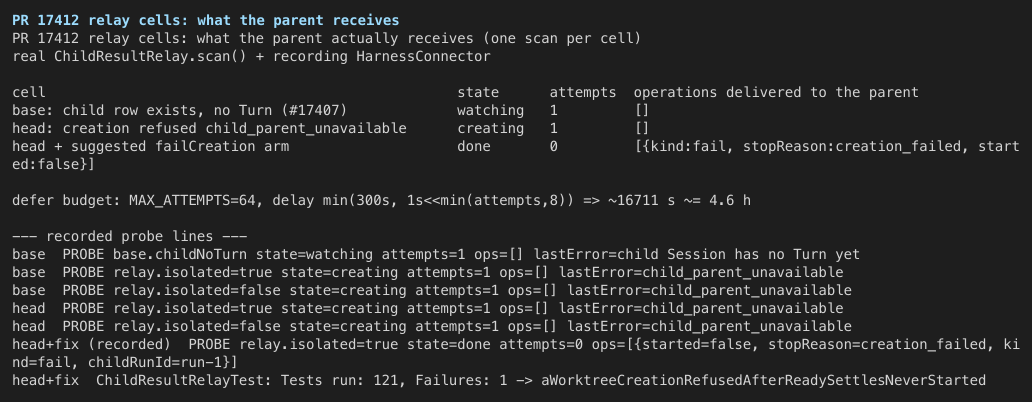 PR 17412 relay cells: what the parent receives
PR 17412 relay cells: what the parent actually receives (one scan per cell)
real ChildResultRelay.scan() + recording HarnessConnector
cell state attempts operations delivered to the parent
base: child row exists, no Turn (#17407) watching 1 []
head: creation refused child_parent_unavailable creating 1 []
head + suggested failCreation arm done 0 [{kind:fail, stopReason:creation_failed, start
ed:false}]
defer budget: MAX_ATTEMPTS=64, delay min(300s, 1s<<min(attempts,8)) => ~16711 s ~= 4.6 h
--- recorded probe lines ---
base PROBE base.childNoTurn state=watching attempts=1 ops=[] lastError=child Session has no Turn yet
base PROBE relay.isolated=true state=creating attempts=1 ops=[] lastError=child_parent_unavailable
base PROBE relay.isolated=false state=creating attempts=1 ops=[] lastError=child_parent_unavailable
head PROBE relay.isolated=true state=creating attempts=1 ops=[] lastError=child_parent_unavailable
head PROBE relay.isolated=false state=creating attempts=1 ops=[] lastError=child_parent_unavailable
head+fix (recorded) PROBE relay.isolated=true state=done attempts=0 ops=[{started=false, stopReason=creation_failed, ki
nd=fail, childRunId=run-1}]
head+fix ChildResultRelayTest: Tests run: 121, Failures: 1 -> aWorktreeCreationRefusedAfterReadySettlesNeverStarted